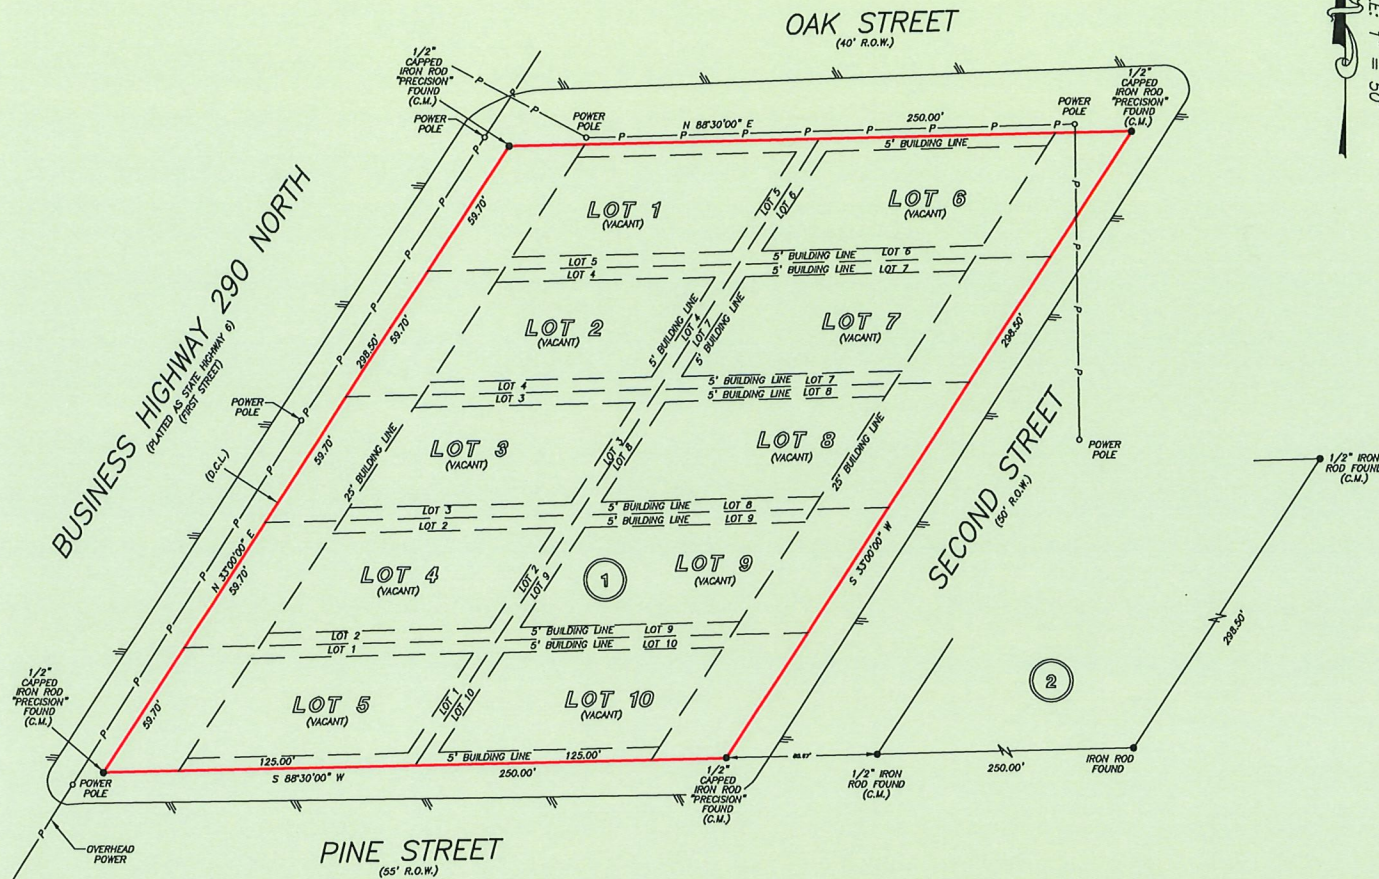 OAK STREET
(40' R.O.W.)
1/2"
CAPPED
IRON ROD
"PRECISION"
FOUND
(C.M.)
POWER
POLE
POWER
POLE
N 88'30'00" E
250.00'
POWER
POLE
1/2"
CAPPED
IRON ROD
"PRECISION"
FOUND
(C.M.)
1 = 50
5' BUILDING LINE
LOT 1
(VACANT)
LOT 5
LOT 6
LOT 6
(VACANT)
59.70'
LOT 5
LOT 4
5' BUILDING LINE LOT 6
5' BUILDING LINE LOT 7
BUSINESS HIGHWAY 290 NORTH
(PLATTED AS STATE HIGHWAY 6)
(FIRST STREET)
298.50'
59.70'
LOT 2
(VACANT)
5' BUILDING LINE
LOT 4
LOT 7
5' BUILDING LINE
LOT 7
(VACANT)
298.50'
LOT 4
LOT 3
5' BUILDING LINE LOT 7
5' BUILDING LINE LOT 8
POWER
POLE
(D.C.L.)
59.70'
25' BUILDING LINE
LOT 3
(VACANT)
LOT 3
LOT 8
LOT 8
(VACANT)
25' BUILDING LINE
SECOND STREET
(50' R.O.W.)
POWER
POLE
1/2" IRON
ROD FOUND
(C.M.)
LOT 3
LOT 2
5' BUILDING LINE LOT 8
5' BUILDING LINE LOT 9
N 33'00'00" E
59.70'
LOT 4
(VACANT)
LOT 2
LOT 9
1
LOT 9
(VACANT)
S 33'00'00" W
LOT 2
LOT 1
5' BUILDING LINE LOT 9
5' BUILDING LINE LOT 10
298.50'
1/2"
CAPPED
IRON ROD
"PRECISION"
FOUND
(C.M.)
59.70'
LOT 5
(VACANT)
LOT 1
LOT 10
LOT 10
(VACANT)
2
125.00'
5' BUILDING LINE
125.00'
S 88'30'00" W
250.00'
POWER
POLE
1/2"
CAPPED
IRON ROD
"PRECISION"
FOUND
(C.M.)
1/2" IRON
ROD FOUND
(C.M.)
250.00'
IRON ROD
FOUND
OVERHEAD
POWER
PINE STREET
(55' R.O.W.)